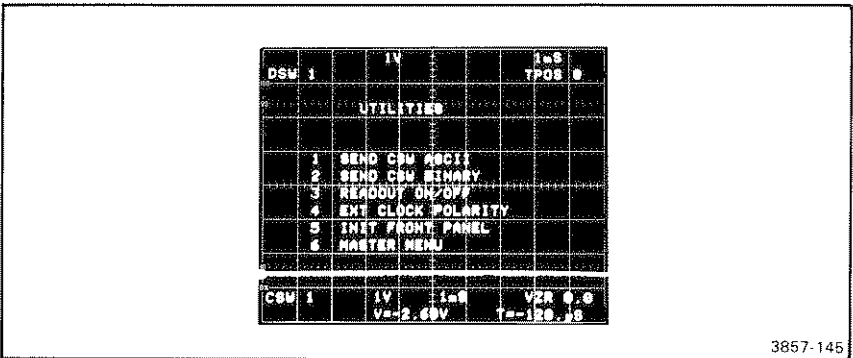 1V 1mS
DSW 1 TPOS 0
UTILITIES
1 SEND CSW ASCII
2 SEND CSW BINARY
3 READOUT ON/OFF
4 EXT CLOCK POLARITY
5 INIT FRONT PANEL
6 MASTER MENU
CSW 1 1V 1mS VZR 0.0
V=-2.60V
3857-145